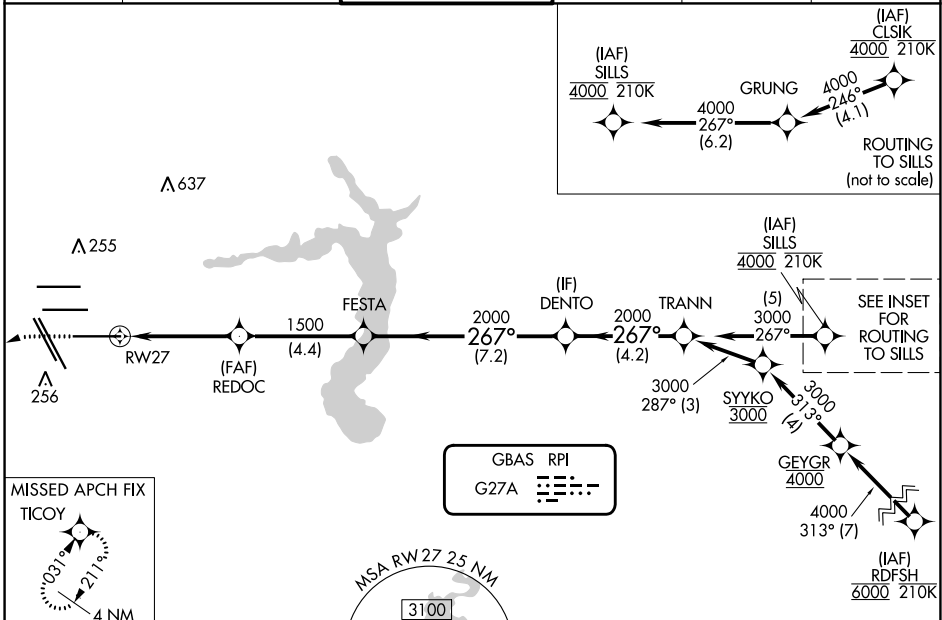 (IAF)
CLSIK
4000 210K
(IAF)
SILLS
4000 210K
GRUNG
4000
246°
(4.1)
4000
267°
(6.2)
ROUTING
TO SILLS
(not to scale)
637
255
(IAF)
SILLS
4000 210K
(IF)
DENTO
FESTA
TRANN
(5)
3000
267°
SEE INSET
FOR
ROUTING
TO SILLS
1500
(4.4)
2000
267°
(7.2)
2000
267°
(4.2)
RW27
(FAF)
REDOC
256
3000
287° (3)
SYYKO
3000
3000
313°
(4)
GEYGR
4000
GBAS RPI
G27A
4000
313° (7)
(IAF)
RDFSH
6000 210K
MISSED APCH FIX
TICOY
031°
211°
4 NM
MSA RW27 25 NM
3100